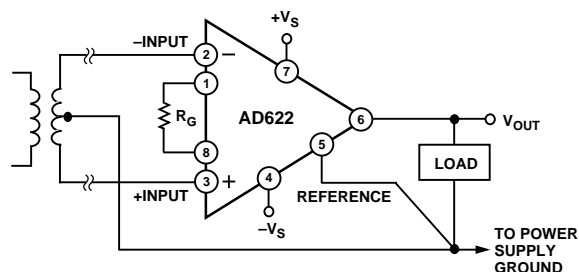 +VS
–INPUT
2
–
1
7
RG
AD622
6
VOUT
5
8
LOAD
3
+
4
+INPUT
REFERENCE
–VS
TO POWER
SUPPLY
GROUND